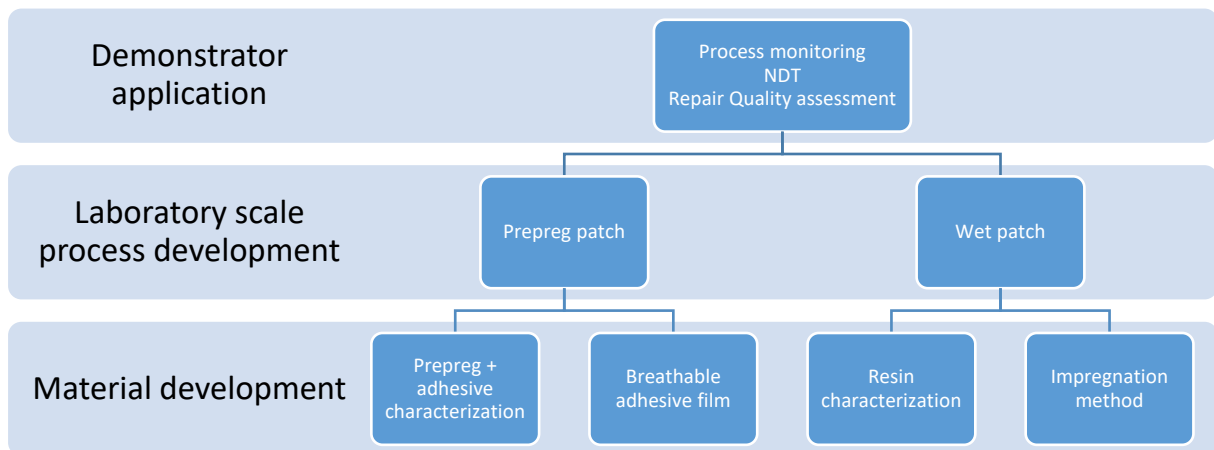 Demonstrator
application
Process monitoring
NDT
Repair Quality assessment
Laboratory scale
process development
Prepreg patch
Wet patch
Material development
Prepreg +
adhesive
characterization
Breathable
adhesive film
Resin
characterization
Impregnation
method